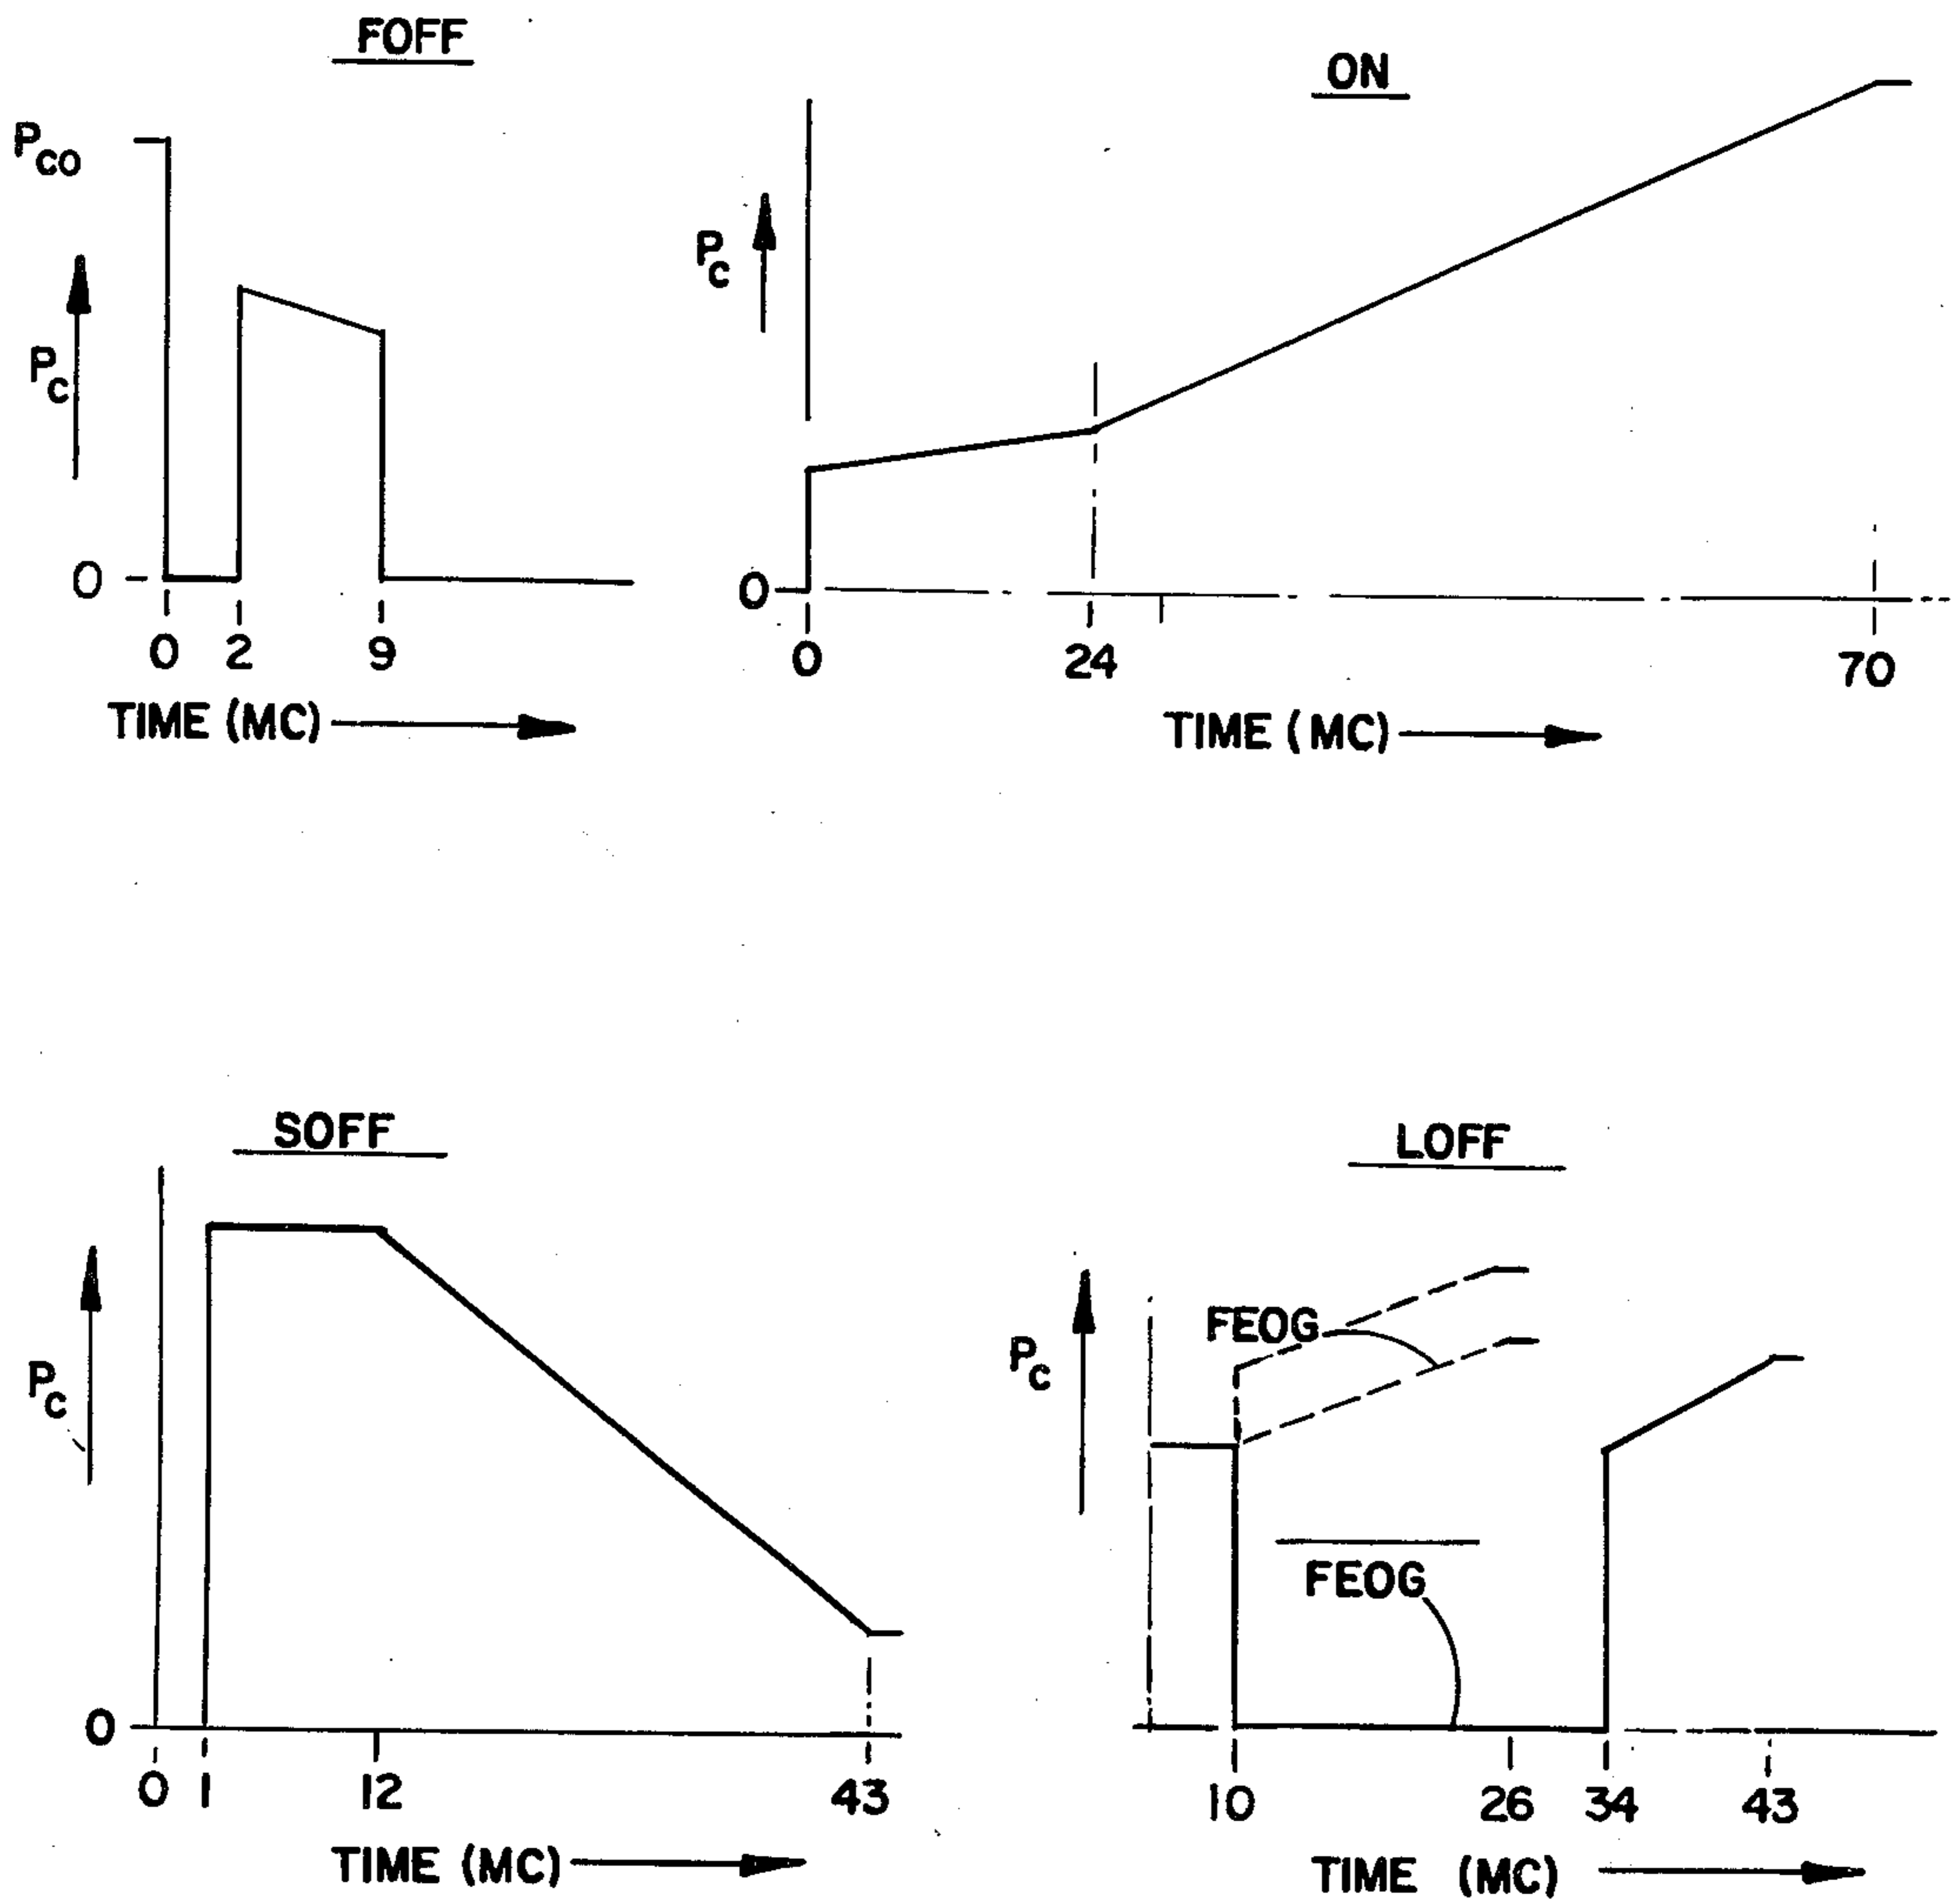 FOFF
P_CO
P_C
0
0 2 9
TIME (MC)
ON
P_C
0
0 24 70
TIME (MC)
SOFF
P_C
0
0 1 12 43
TIME (MC)
LOFF
FEOG
P_C
FEOG
10 26 34 43
TIME (MC)